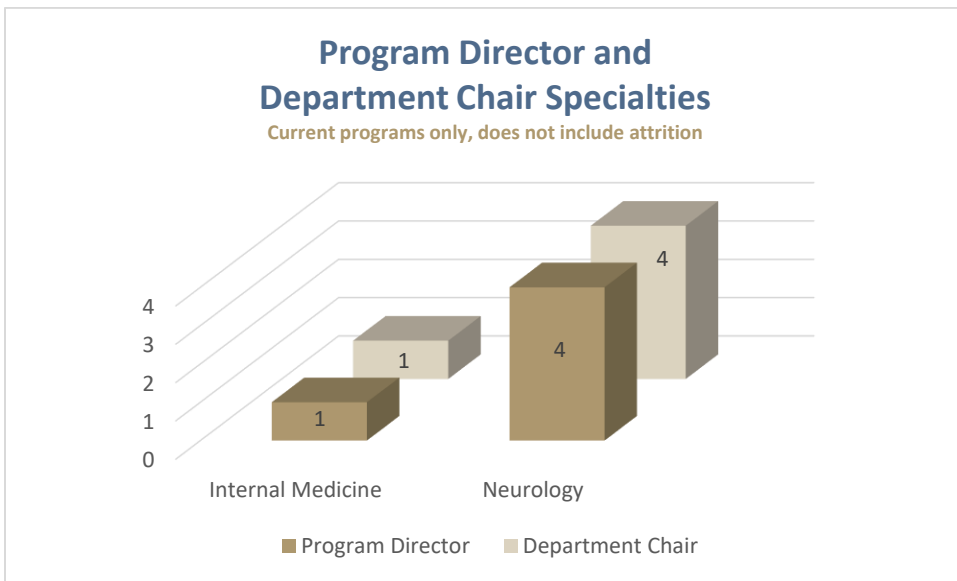 Program Director and
Department Chair Specialties
Current programs only, does not include attrition
4
3
2
1
0
1
1
4
4
Internal Medicine
Neurology
Program Director
Department Chair